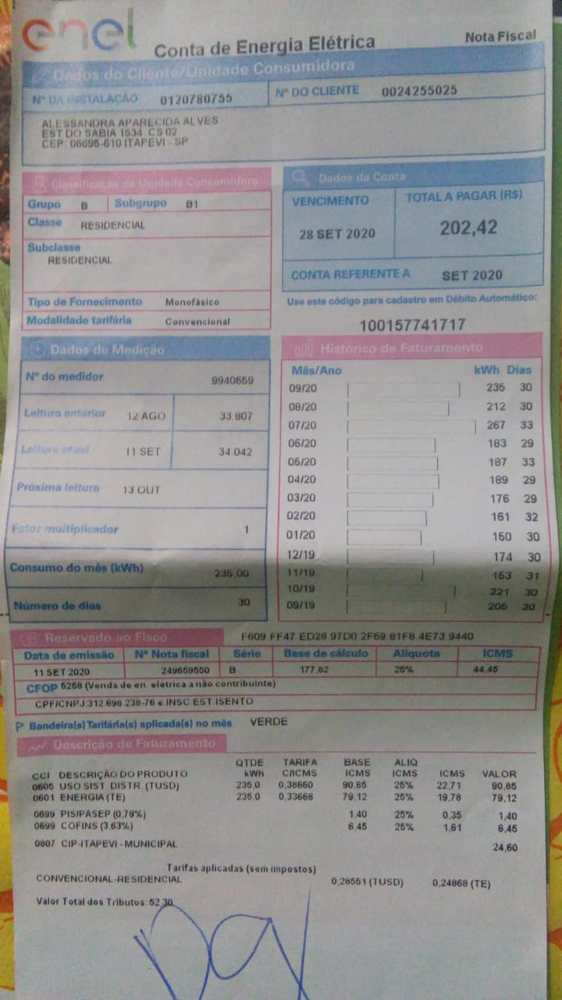 enel
Conta de Energia Elétrica
Nota Fiscal
Dados do Cliente/Unidade Consumidora
Nº DA INSTALAÇÃO 0120780755
Nº DO CLIENTE 0024255025
ALESSANDRA APARECIDA ALVES
EST DO SABIA 1634 CS 02
CEP: 06695-610 ITAPEVI - SP
Classificação da Unidade Consumidora
Grupo B Subgrupo B1
Classe RESIDENCIAL
Subclasse
RESIDENCIAL
Tipo de Fornecimento Monofásico
Modalidade tarifária Convencional
Dados da Conta
VENCIMENTO
28 SET 2020
TOTAL A PAGAR (R$)
202,42
CONTA REFERENTE A SET 2020
Use este código para cadastro em Débito Automático:
100157741717
Dados de Medição
Nº do medidor 9940659
Leitura anterior 12 AGO 33.807
Leitura atual 11 SET 34.042
Próxima leitura 13 OUT
Fator multiplicador 1
Consumo do mês (kWh) 235,00
Número de dias 30
Histórico de Faturamento
Mês/Ano kWh Dias
09/20 235 30
08/20 212 30
07/20 267 33
06/20 183 29
05/20 187 33
04/20 189 29
03/20 176 29
02/20 161 32
01/20 150 30
12/19 174 30
11/19 153 31
10/19 221 30
09/19 205 30
Reservado ao Fisco
F609.FF47.ED28.97D0.2F69.81F8.4E73.9440
Data de emissão Nº Nota fiscal Série Base de cálculo Alíquota ICMS
11 SET 2020 249659550 B 177,82 25% 44,45
CFOP 5258 (Venda de en. elétrica a não contribuinte)
CPF/CNPJ:312.698.238-76 e INSC.EST.ISENTO
Bandeira(s) Tarifária(s) aplicada(s) no mês VERDE
Descrição de Faturamento
CCI DESCRIÇÃO DO PRODUTO QTDE kWh TARIFA C/ICMS BASE ICMS ALIQ ICMS ICMS VALOR
0605 USO SIST. DISTR. (TUSD) 235,0 0,38660 90,85 25% 22,71 90,85
0601 ENERGIA (TE) 235,0 0,33668 79,12 25% 19,78 79,12
0699 PIS/PASEP (0,79%) 1,40 25% 0,35 1,40
0699 COFINS (3,63%) 6,45 25% 1,61 6,45
0807 CIP-ITAPEVI - MUNICIPAL 24,60
Tarifas aplicadas (sem impostos)
CONVENCIONAL-RESIDENCIAL 0,28551 (TUSD) 0,24868 (TE)
Valor Total dos Tributos: 52,30